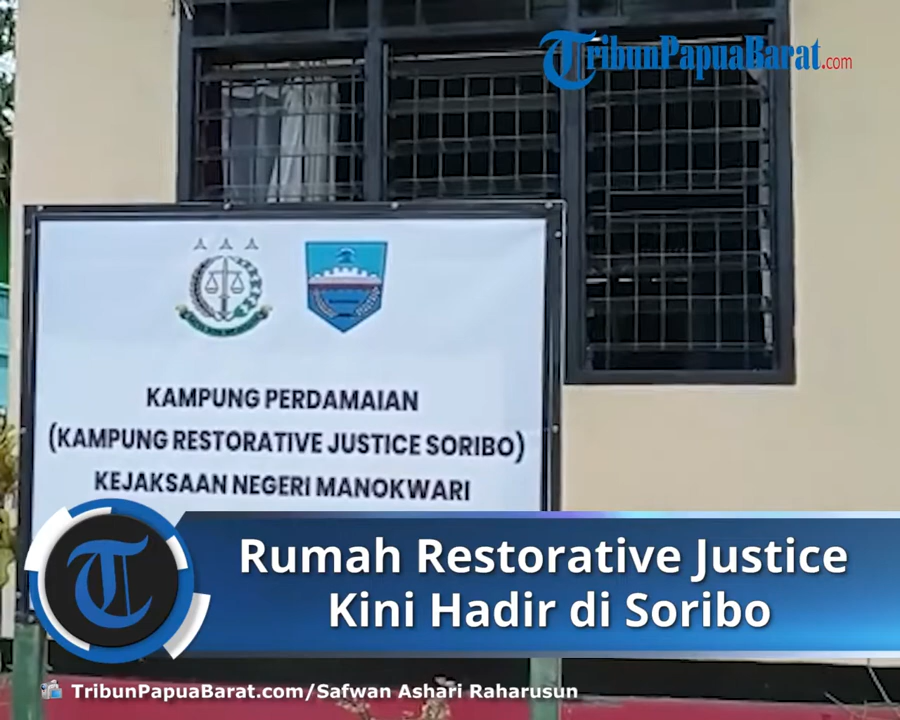 TribunPapuaBarat.com
KAMPUNG PERDAMAIAN
(KAMPUNG RESTORATIVE JUSTICE SORIBO)
KEJAKSAAN NEGERI MANOKWARI
Rumah Restorative Justice
Kini Hadir di Soribo
TribunPapuaBarat.com/Safwan Ashari Raharusun